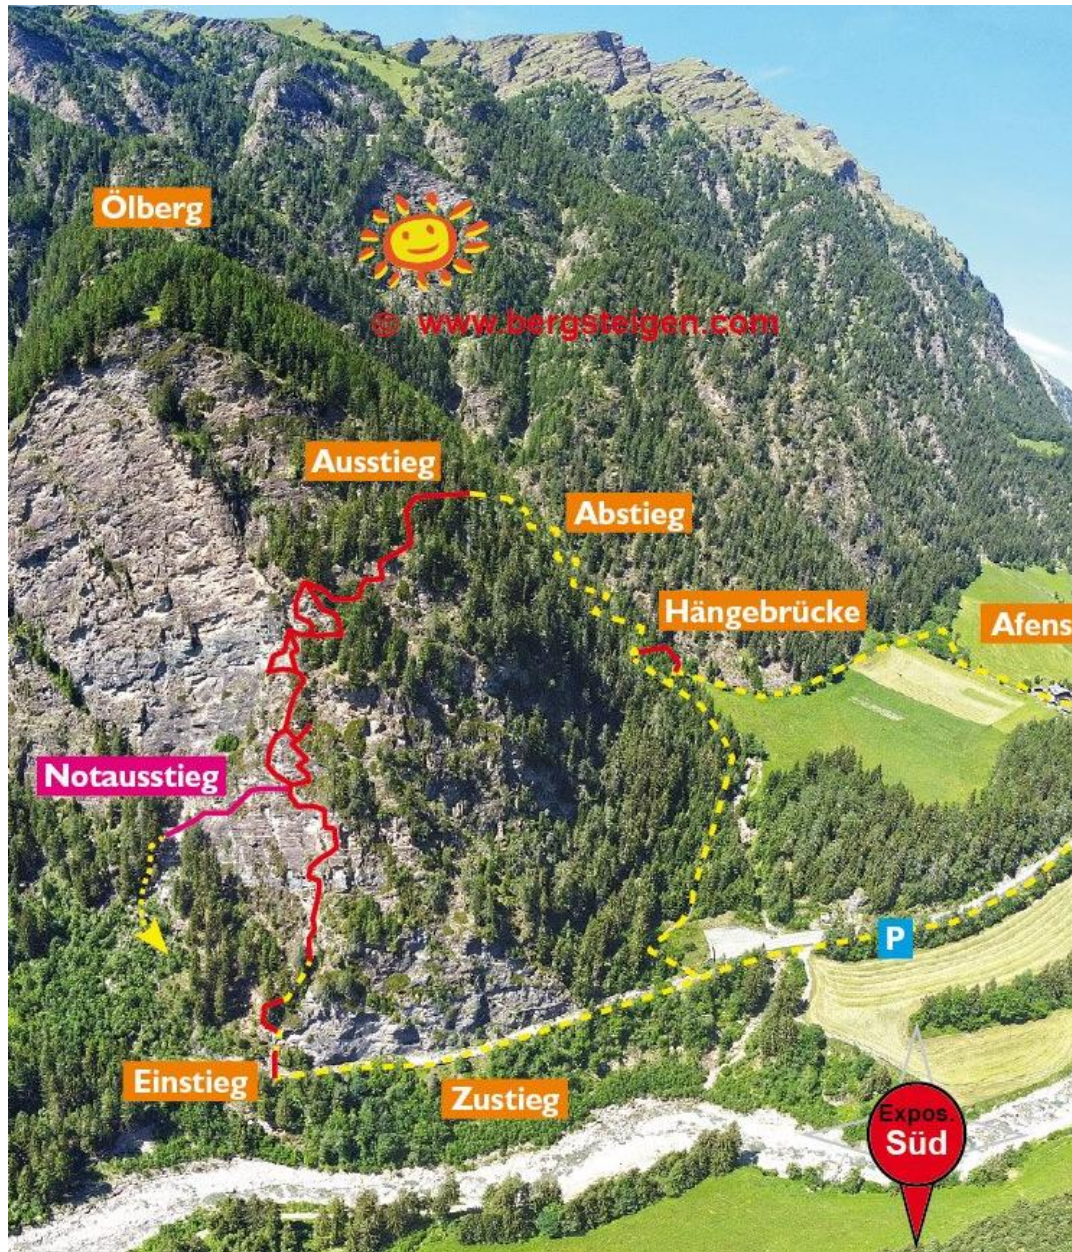 Ölberg
© www.bergsteigen.com
Ausstieg
Abstieg
Hängebrücke
Afens
Notausstieg
P
Einstieg
Zustieg
Expos.
Süd